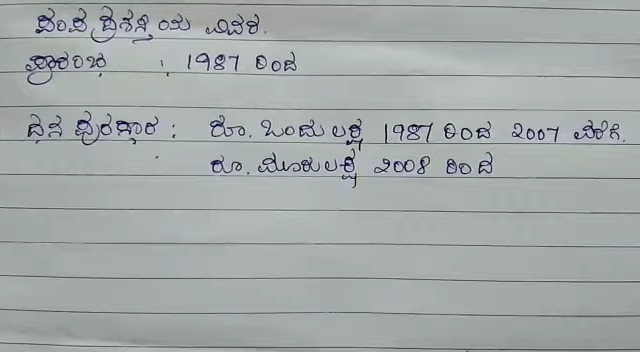 ಪಂಪ ಪ್ರಶಸ್ತಿಯ ವಿವರ.
ಪ್ರಾರಂಭ : 1987 ರಿಂದ
ಧನ ಪುರಸ್ಕಾರ : ರೂ. ಒಂದು ಲಕ್ಷ 1987 ರಿಂದ 2007 ವರೆಗೆ.
ರೂ. ಮೂರು ಲಕ್ಷ 2008 ರಿಂದ